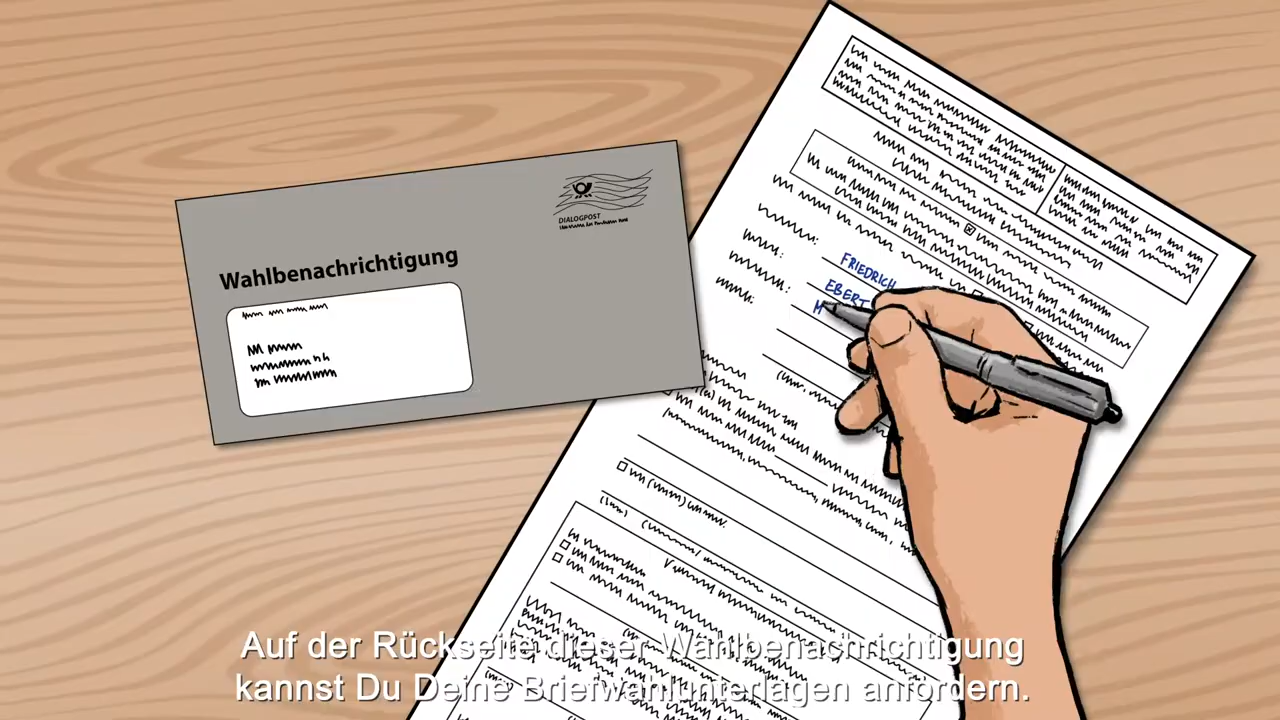 DIALOGPOST
Wahlbenachrichtigung
FRIEDRICH
EBERT
Auf der Rückseite dieser Wahlbenachrichtigung
kannst Du Deine Briefwahlunterlagen anfordern.